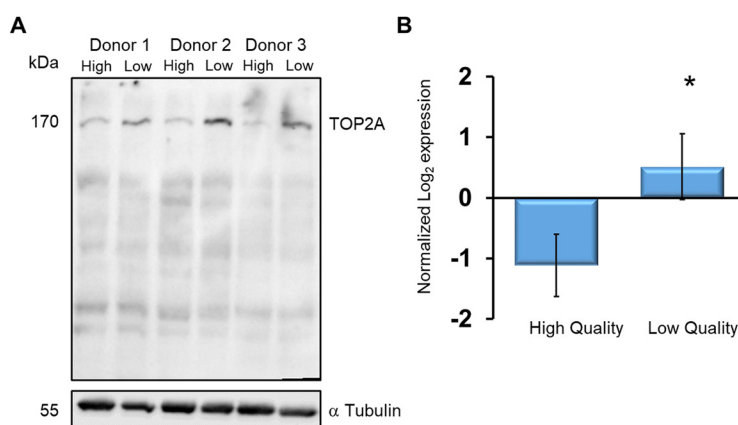 A
Donor 1 Donor 2 Donor 3
kDa High Low High Low High Low
170 TOP2A
55 α Tubulin
B
Normalized Log₂ expression
2
1
0
-1
-2
*
High Quality Low Quality